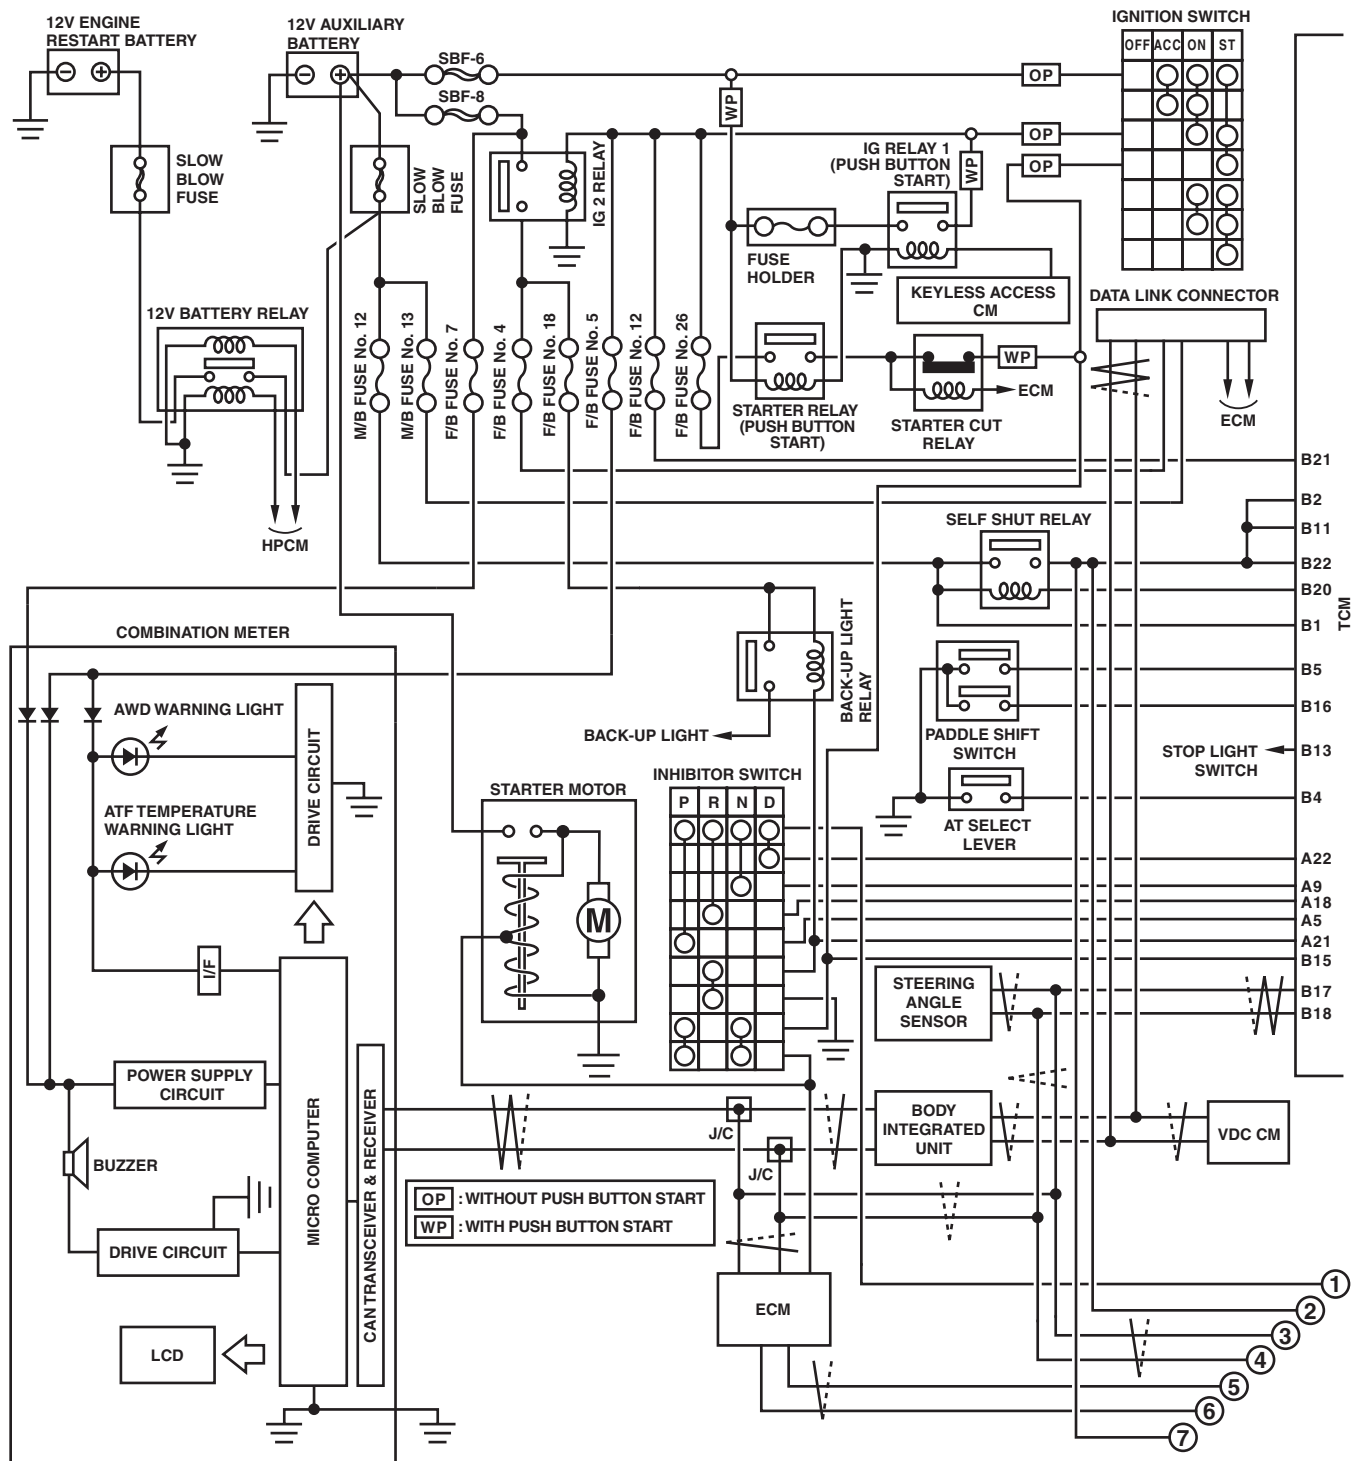 12V ENGINE
RESTART BATTERY
12V AUXILIARY
BATTERY
IGNITION SWITCH
OFF ACC ON ST
SBF-6
SBF-8
OP
WP
OP
OP
SLOW
BLOW
FUSE
SLOW
BLOW
FUSE
IG 2 RELAY
IG RELAY 1
(PUSH BUTTON
START)
WP
FUSE
HOLDER
KEYLESS ACCESS
CM
DATA LINK CONNECTOR
12V BATTERY RELAY
M/B FUSE No. 12
M/B FUSE No. 13
F/B FUSE No. 7
F/B FUSE No. 4
F/B FUSE No. 18
F/B FUSE No. 5
F/B FUSE No. 12
F/B FUSE No. 26
WP
ECM
STARTER RELAY
(PUSH BUTTON
START)
STARTER CUT
RELAY
ECM
HPCM
B21
B2
B11
B22
B20
B1
B5
B16
B13
B4
A22
A9
A18
A5
A21
B15
B17
B18
TCM
SELF SHUT RELAY
BACK-UP LIGHT
RELAY
BACK-UP LIGHT
PADDLE SHIFT
SWITCH
STOP LIGHT
SWITCH
AT SELECT
LEVER
COMBINATION METER
AWD WARNING LIGHT
ATF TEMPERATURE
WARNING LIGHT
DRIVE CIRCUIT
STARTER MOTOR
M
INHIBITOR SWITCH
P R N D
I/F
STEERING
ANGLE
SENSOR
POWER SUPPLY
CIRCUIT
BUZZER
DRIVE CIRCUIT
LCD
MICRO COMPUTER
CAN TRANSCEIVER & RECEIVER
J/C
J/C
BODY
INTEGRATED
UNIT
VDC CM
OP : WITHOUT PUSH BUTTON START
WP : WITH PUSH BUTTON START
ECM
1
2
3
4
5
6
7